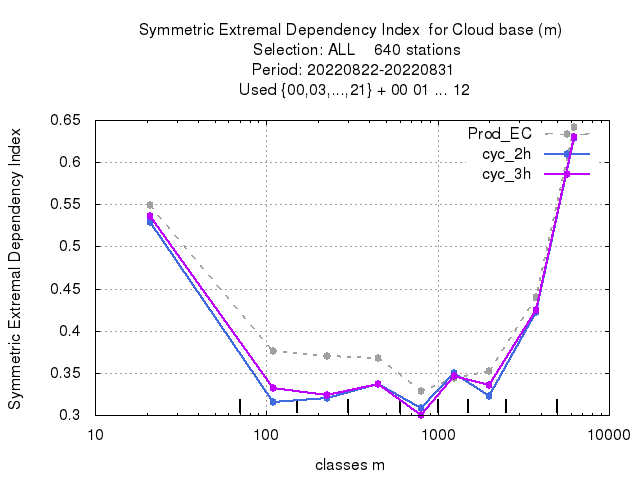 Symmetric Extremal Dependency Index  for Cloud base (m)
Selection: ALL    640 stations
Period: 20220822-20220831
Used {00,03,...,21} + 00 01 ... 12
Symmetric Extremal Dependency Index
0.65
0.6
0.55
0.5
0.45
0.4
0.35
0.3
Prod_EC
cyc_2h
cyc_3h
10 100 1000 10000
classes m